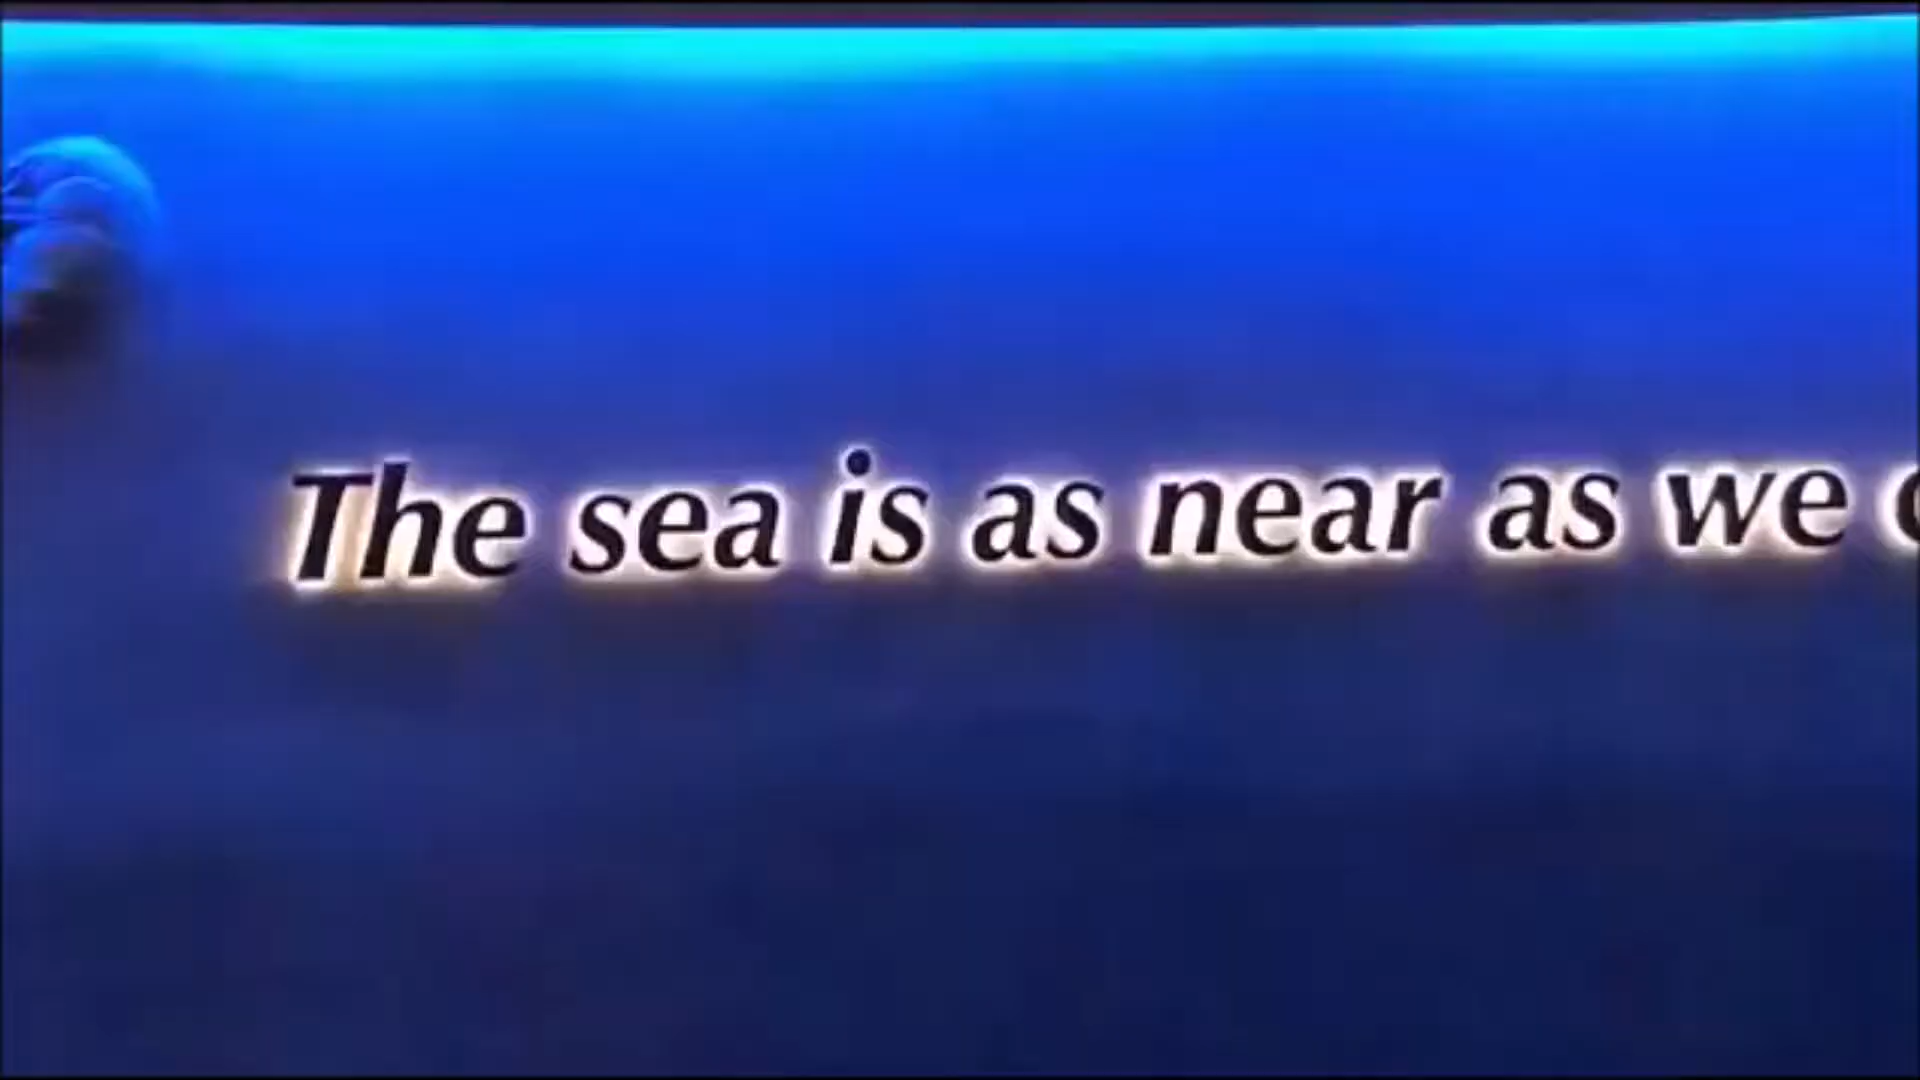 The sea is as near as we